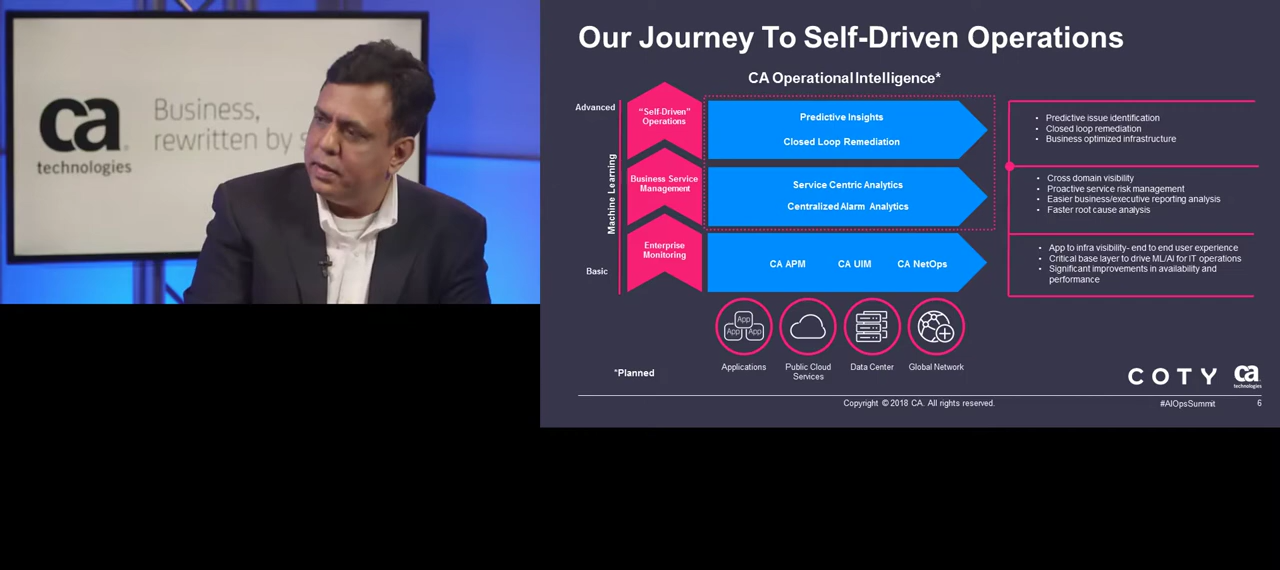 ca
technologies
Business,
rewritten by s
Our Journey To Self-Driven Operations
CA Operational Intelligence*
Advanced
Machine Learning
Basic
"Self-Driven"
Operations
Predictive Insights
Closed Loop Remediation
• Predictive issue identification
• Closed loop remediation
• Business optimized infrastructure
Business Service
Management
Service Centric Analytics
Centralized Alarm Analytics
• Cross domain visibility
• Proactive service risk management
• Easier business/executive reporting analysis
• Faster root cause analysis
Enterprise
Monitoring
CA APM CA UIM CA NetOps
• App to infra visibility- end to end user experience
• Critical base layer to drive ML/AI for IT operations
• Significant improvements in availability and
performance
App
App App
Applications
Public Cloud
Services
Data Center
Global Network
*Planned
COTY
ca
technologies
Copyright © 2018 CA. All rights reserved.
#AIOpsSummit
6